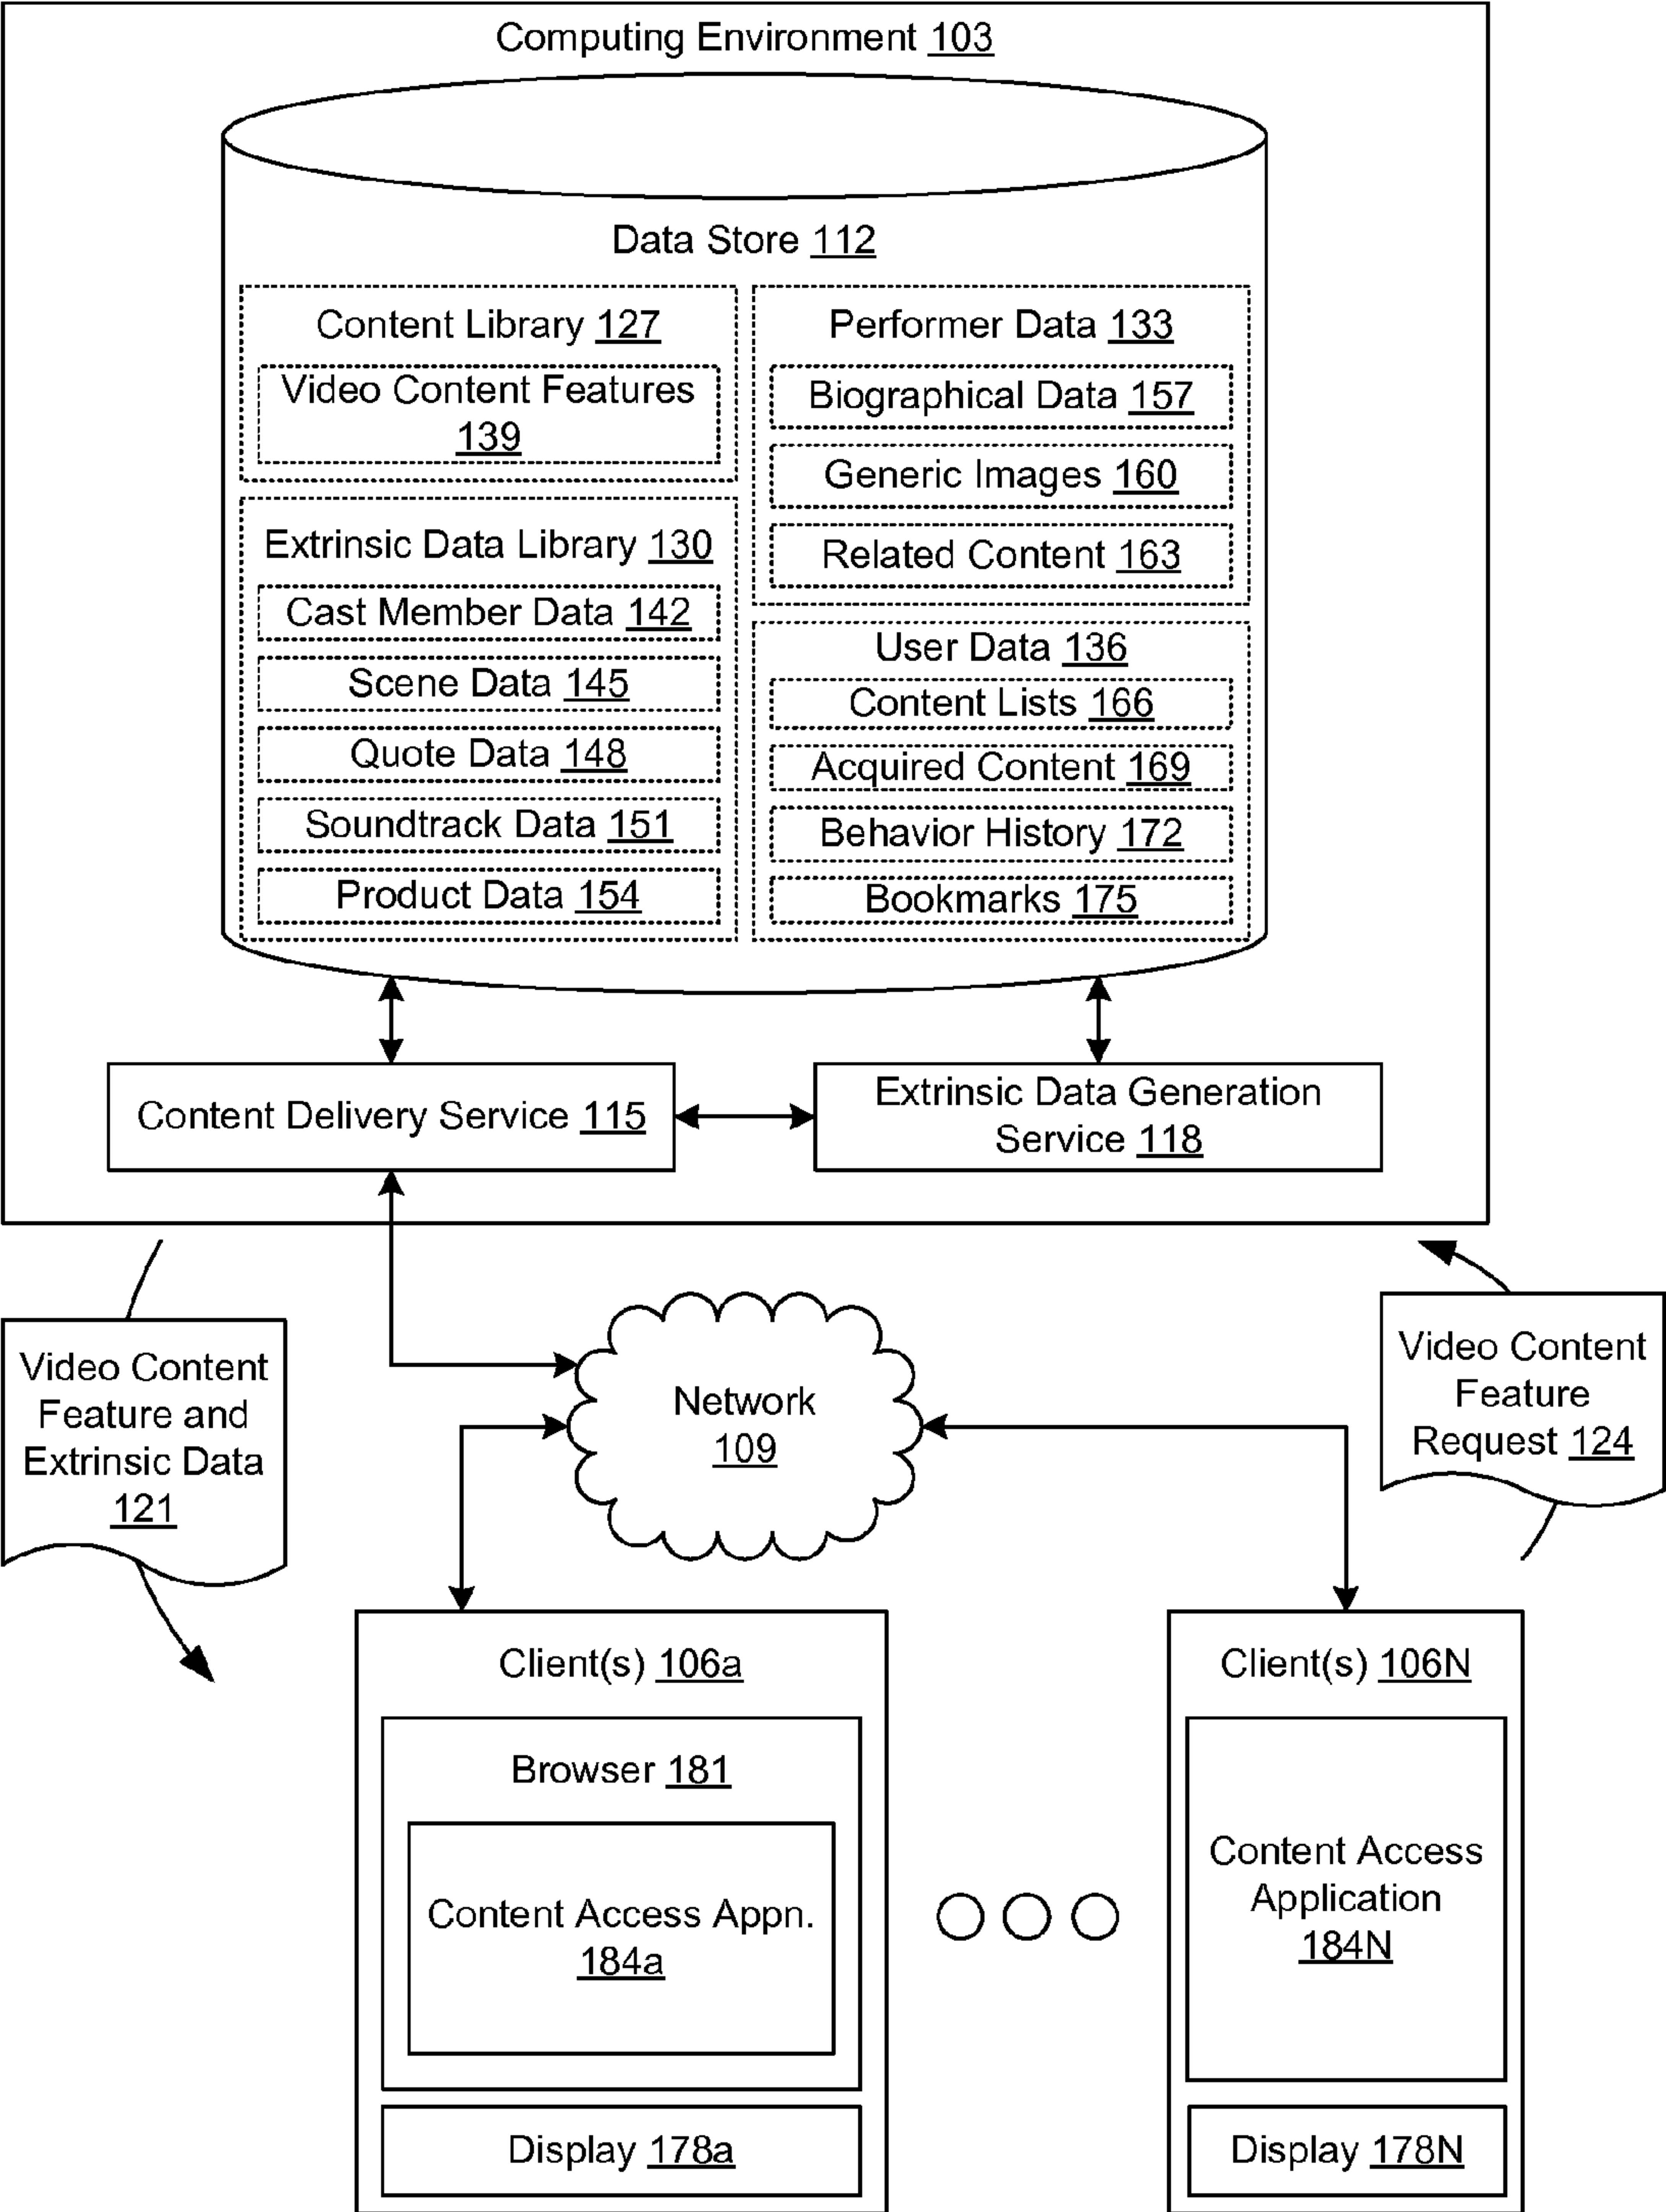 Computing Environment 103
Data Store 112
Content Library 127
Video Content Features
139
Extrinsic Data Library 130
Cast Member Data 142
Scene Data 145
Quote Data 148
Soundtrack Data 151
Product Data 154
Performer Data 133
Biographical Data 157
Generic Images 160
Related Content 163
User Data 136
Content Lists 166
Acquired Content 169
Behavior History 172
Bookmarks 175
Content Delivery Service 115
Extrinsic Data Generation
Service 118
Video Content
Feature and
Extrinsic Data
121
Network
109
Video Content
Feature
Request 124
Client(s) 106a
Browser 181
Content Access Appn.
184a
Display 178a
Client(s) 106N
Content Access
Application
184N
Display 178N